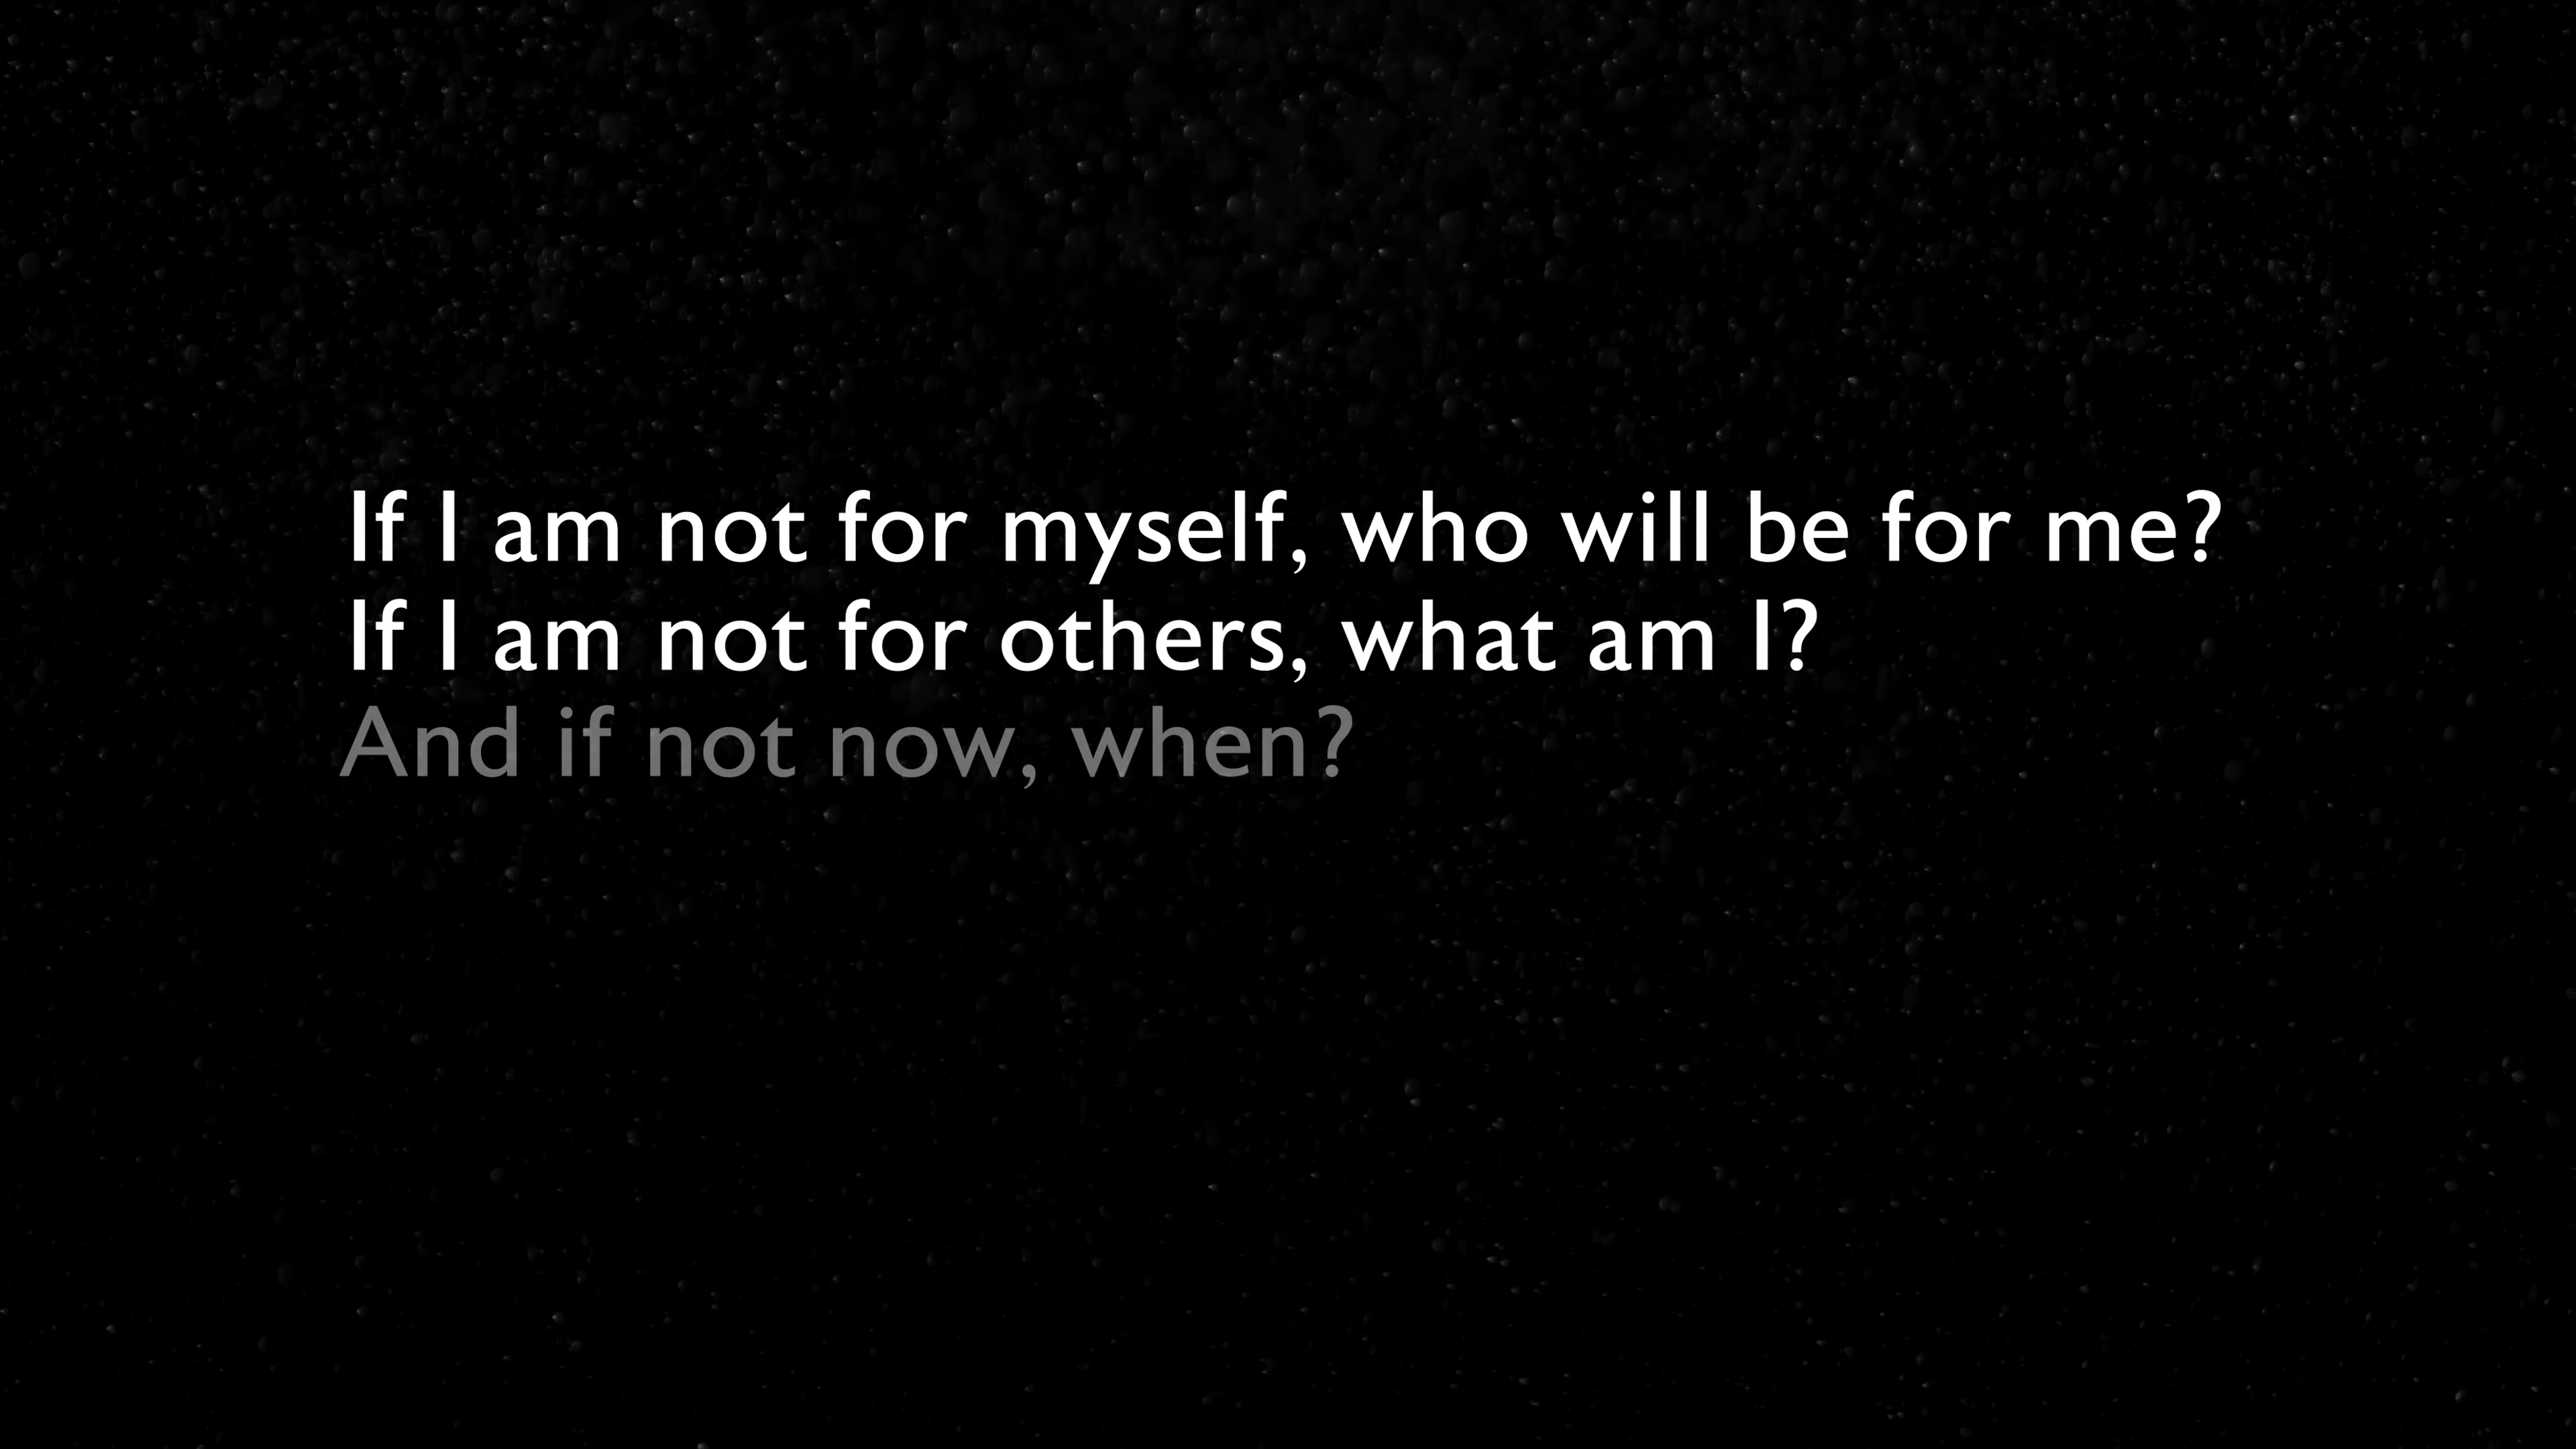 If I am not for myself, who will be for me?
If I am not for others, what am I?
And if not now, when?